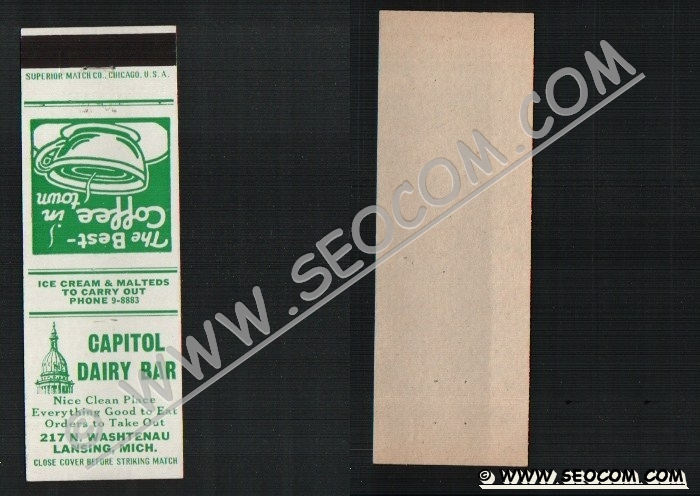 SUPERIOR MATCH CO., CHICAGO, U.S.A.
The Best-
Coffee in
town
ICE CREAM & MALTEDS
TO CARRY OUT
PHONE 9-8883
CAPITOL
DAIRY BAR
Nice Clean Place
Everything Good to Eat
Orders to Take Out
217 N. WASHTENAU
LANSING, MICH.
CLOSE COVER BEFORE STRIKING MATCH
© WWW.SEOCOM.COM
© WWW.SEOCOM.COM